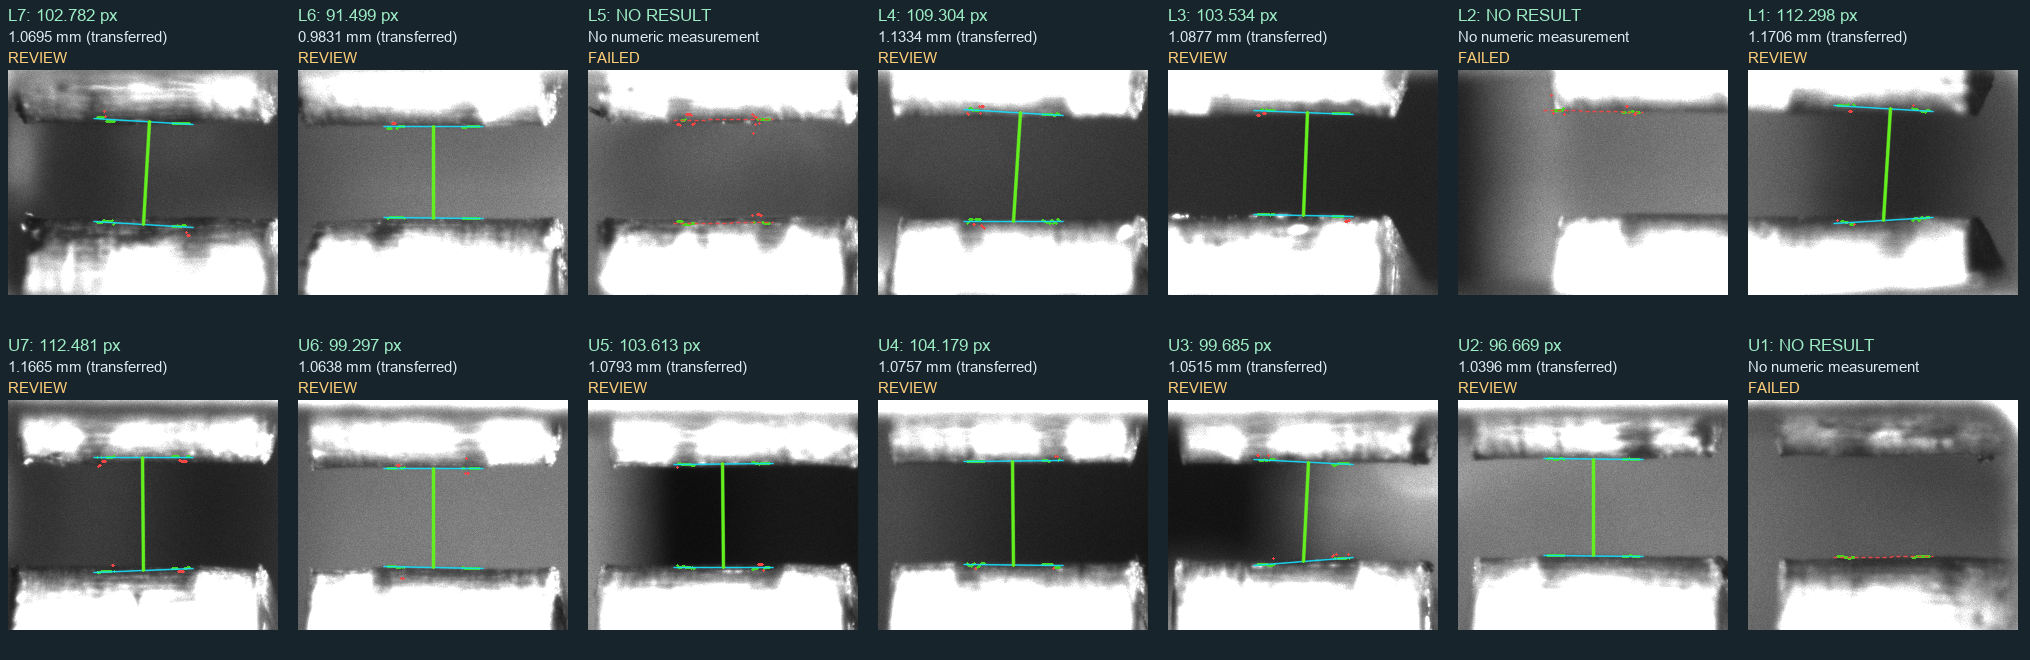 L7: 102.782 px
1.0695 mm (transferred)
REVIEW
L6: 91.499 px
0.9831 mm (transferred)
REVIEW
L5: NO RESULT
No numeric measurement
FAILED
L4: 109.304 px
1.1334 mm (transferred)
REVIEW
L3: 103.534 px
1.0877 mm (transferred)
REVIEW
L2: NO RESULT
No numeric measurement
FAILED
L1: 112.298 px
1.1706 mm (transferred)
REVIEW
U7: 112.481 px
1.1665 mm (transferred)
REVIEW
U6: 99.297 px
1.0638 mm (transferred)
REVIEW
U5: 103.613 px
1.0793 mm (transferred)
REVIEW
U4: 104.179 px
1.0757 mm (transferred)
REVIEW
U3: 99.685 px
1.0515 mm (transferred)
REVIEW
U2: 96.669 px
1.0396 mm (transferred)
REVIEW
U1: NO RESULT
No numeric measurement
FAILED